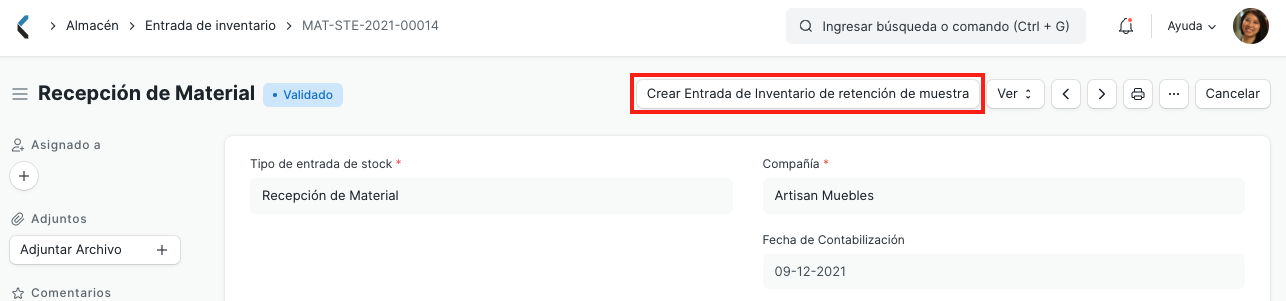 Almacén Entrada de inventario MAT-STE-2021-00014 Ingresar búsqueda o comando (Ctrl + G) Ayuda
Recepción de Material • Validado Crear Entrada de Inventario de retención de muestra Ver ... Cancelar
Asignado a
+
Adjuntos
Adjuntar Archivo +
Comentarios
Tipo de entrada de stock *
Recepción de Material
Compañía *
Artisan Muebles
Fecha de Contabilización
09-12-2021